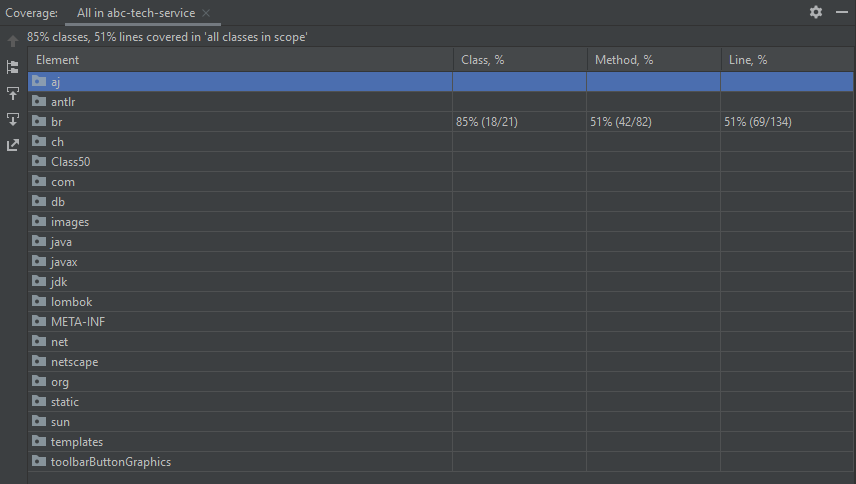 Coverage: All in abc-tech-service
85% classes, 51% lines covered in 'all classes in scope'
Element Class, % Method, % Line, %
aj
antlr
br 85% (18/21) 51% (42/82) 51% (69/134)
ch
Class50
com
db
images
java
javax
jdk
lombok
META-INF
net
netscape
org
static
sun
templates
toolbarButtonGraphics